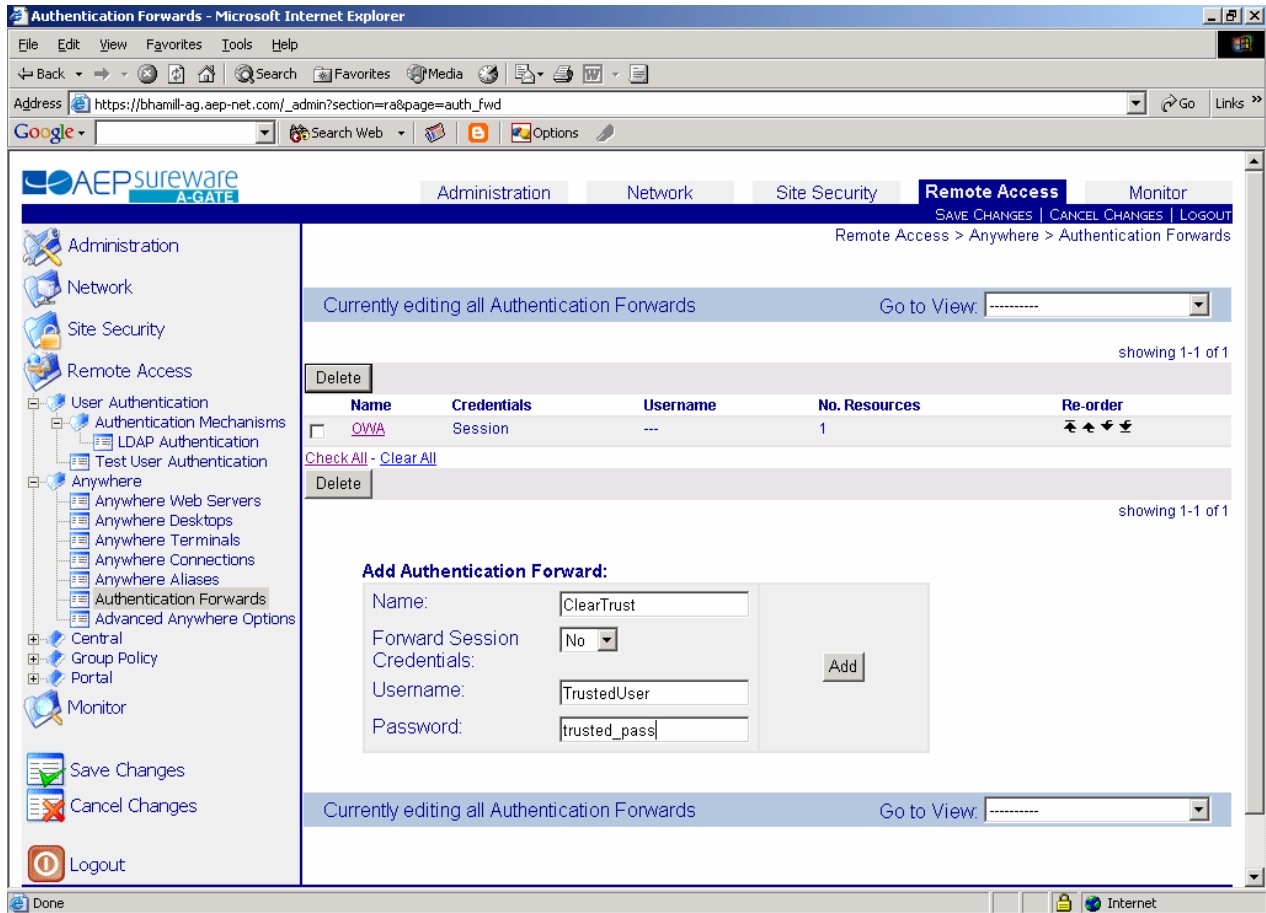 Authentication Forwards - Microsoft Internet Explorer
File Edit View Favorites Tools Help
Back Search Favorites Media
Address https://bhamill-ag.aep-net.com/_admin?section=ra&page=auth_fwd Go Links »
Google Search Web Options
AEPsureware
A-GATE
Administration Network Site Security Remote Access Monitor
SAVE CHANGES | CANCEL CHANGES | LOGOUT
Remote Access > Anywhere > Authentication Forwards
Administration
Network
Site Security
Remote Access
User Authentication
Authentication Mechanisms
LDAP Authentication
Test User Authentication
Anywhere
Anywhere Web Servers
Anywhere Desktops
Anywhere Terminals
Anywhere Connections
Anywhere Aliases
Authentication Forwards
Advanced Anywhere Options
Central
Group Policy
Portal
Monitor
Save Changes
Cancel Changes
Logout
Currently editing all Authentication Forwards Go to View: ----------
showing 1-1 of 1
Delete
Name Credentials Username No. Resources Re-order
OWA Session --- 1
Check All - Clear All
Delete
showing 1-1 of 1
Add Authentication Forward:
Name: ClearTrust
Forward Session Credentials: No
Username: TrustedUser
Password: trusted_pass
Add
Currently editing all Authentication Forwards Go to View: ----------
Done Internet